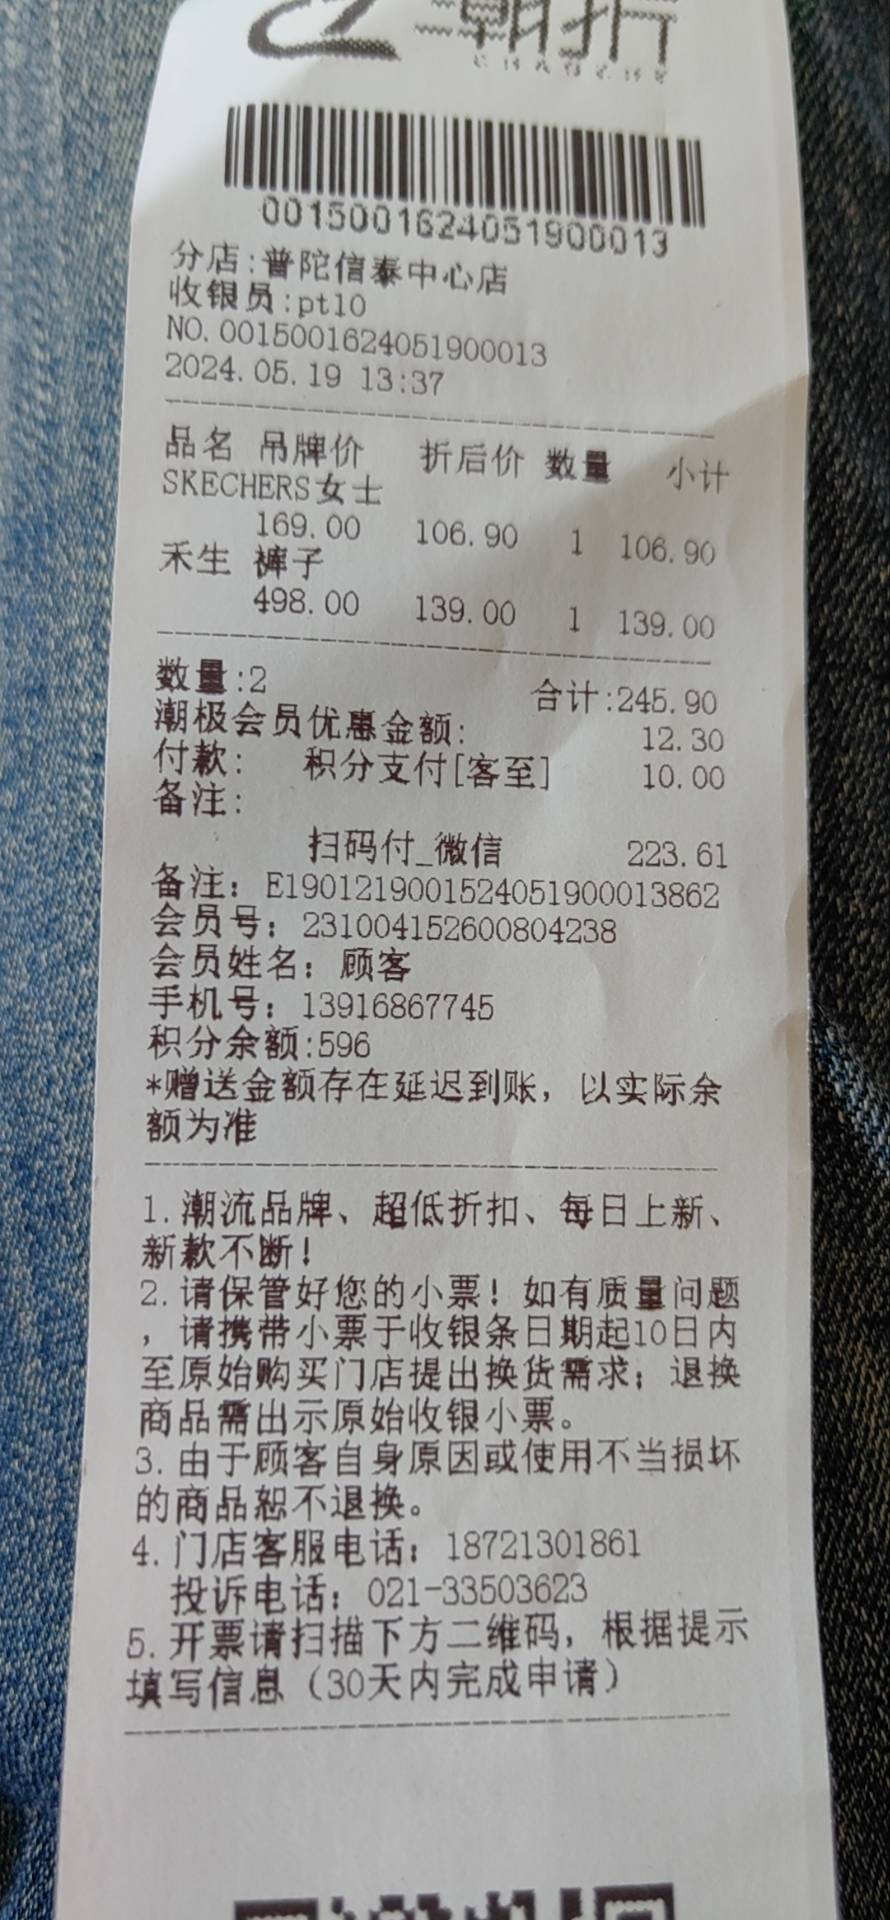 朝折
0015001624051900013
分店:普陀信泰中心店
收银员:pt10
NO.0015001624051900013
2024.05.19 13:37
品名 吊牌价 折后价 数量 小计
SKECHERS女士
169.00 106.90 1 106.90
禾生 裤子
498.00 139.00 1 139.00
数量:2 合计:245.90
潮极会员优惠金额: 12.30
付款: 积分支付[客至] 10.00
备注:
扫码付_微信 223.61
备注: E1901219001524051900013862
会员号: 231004152600804238
会员姓名: 顾客
手机号: 13916867745
积分余额:596
*赠送金额存在延迟到账, 以实际余
额为准
1.潮流品牌、超低折扣、每日上新、
新款不断!
2.请保管好您的小票! 如有质量问题
, 请携带小票于收银条日期起10日内
至原始购买门店提出换货需求; 退换
商品需出示原始收银小票。
3.由于顾客自身原因或使用不当损坏
的商品恕不退换。
4.门店客服电话: 18721301861
投诉电话: 021-33503623
5.开票请扫描下方二维码, 根据提示
填写信息 (30天内完成申请)